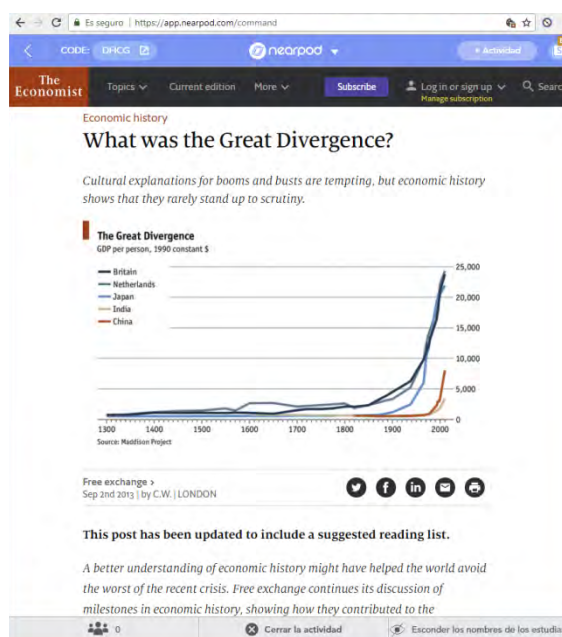 Es seguro | https://app.nearpod.com/command
CODE: DHCG nearpod + Actividad
The Economist Topics Current edition More Subscribe Log in or sign up
Manage subscription
Economic history
What was the Great Divergence?
Cultural explanations for booms and busts are tempting, but economic history
shows that they rarely stand up to scrutiny.
The Great Divergence
GDP per person, 1990 constant $
Britain
Netherlands
Japan
India
China
25,000
20,000
15,000
10,000
5,000
0
1300 1400 1500 1600 1700 1800 1900 2000
Source: Maddison Project
Free exchange >
Sep 2nd 2013 | by C.W. | LONDON
This post has been updated to include a suggested reading list.
A better understanding of economic history might have helped the world avoid
the worst of the recent crisis. Free exchange continues its discussion of
milestones in economic history, showing how they contributed to the
0 Cerrar la actividad Esconder los nombres de los